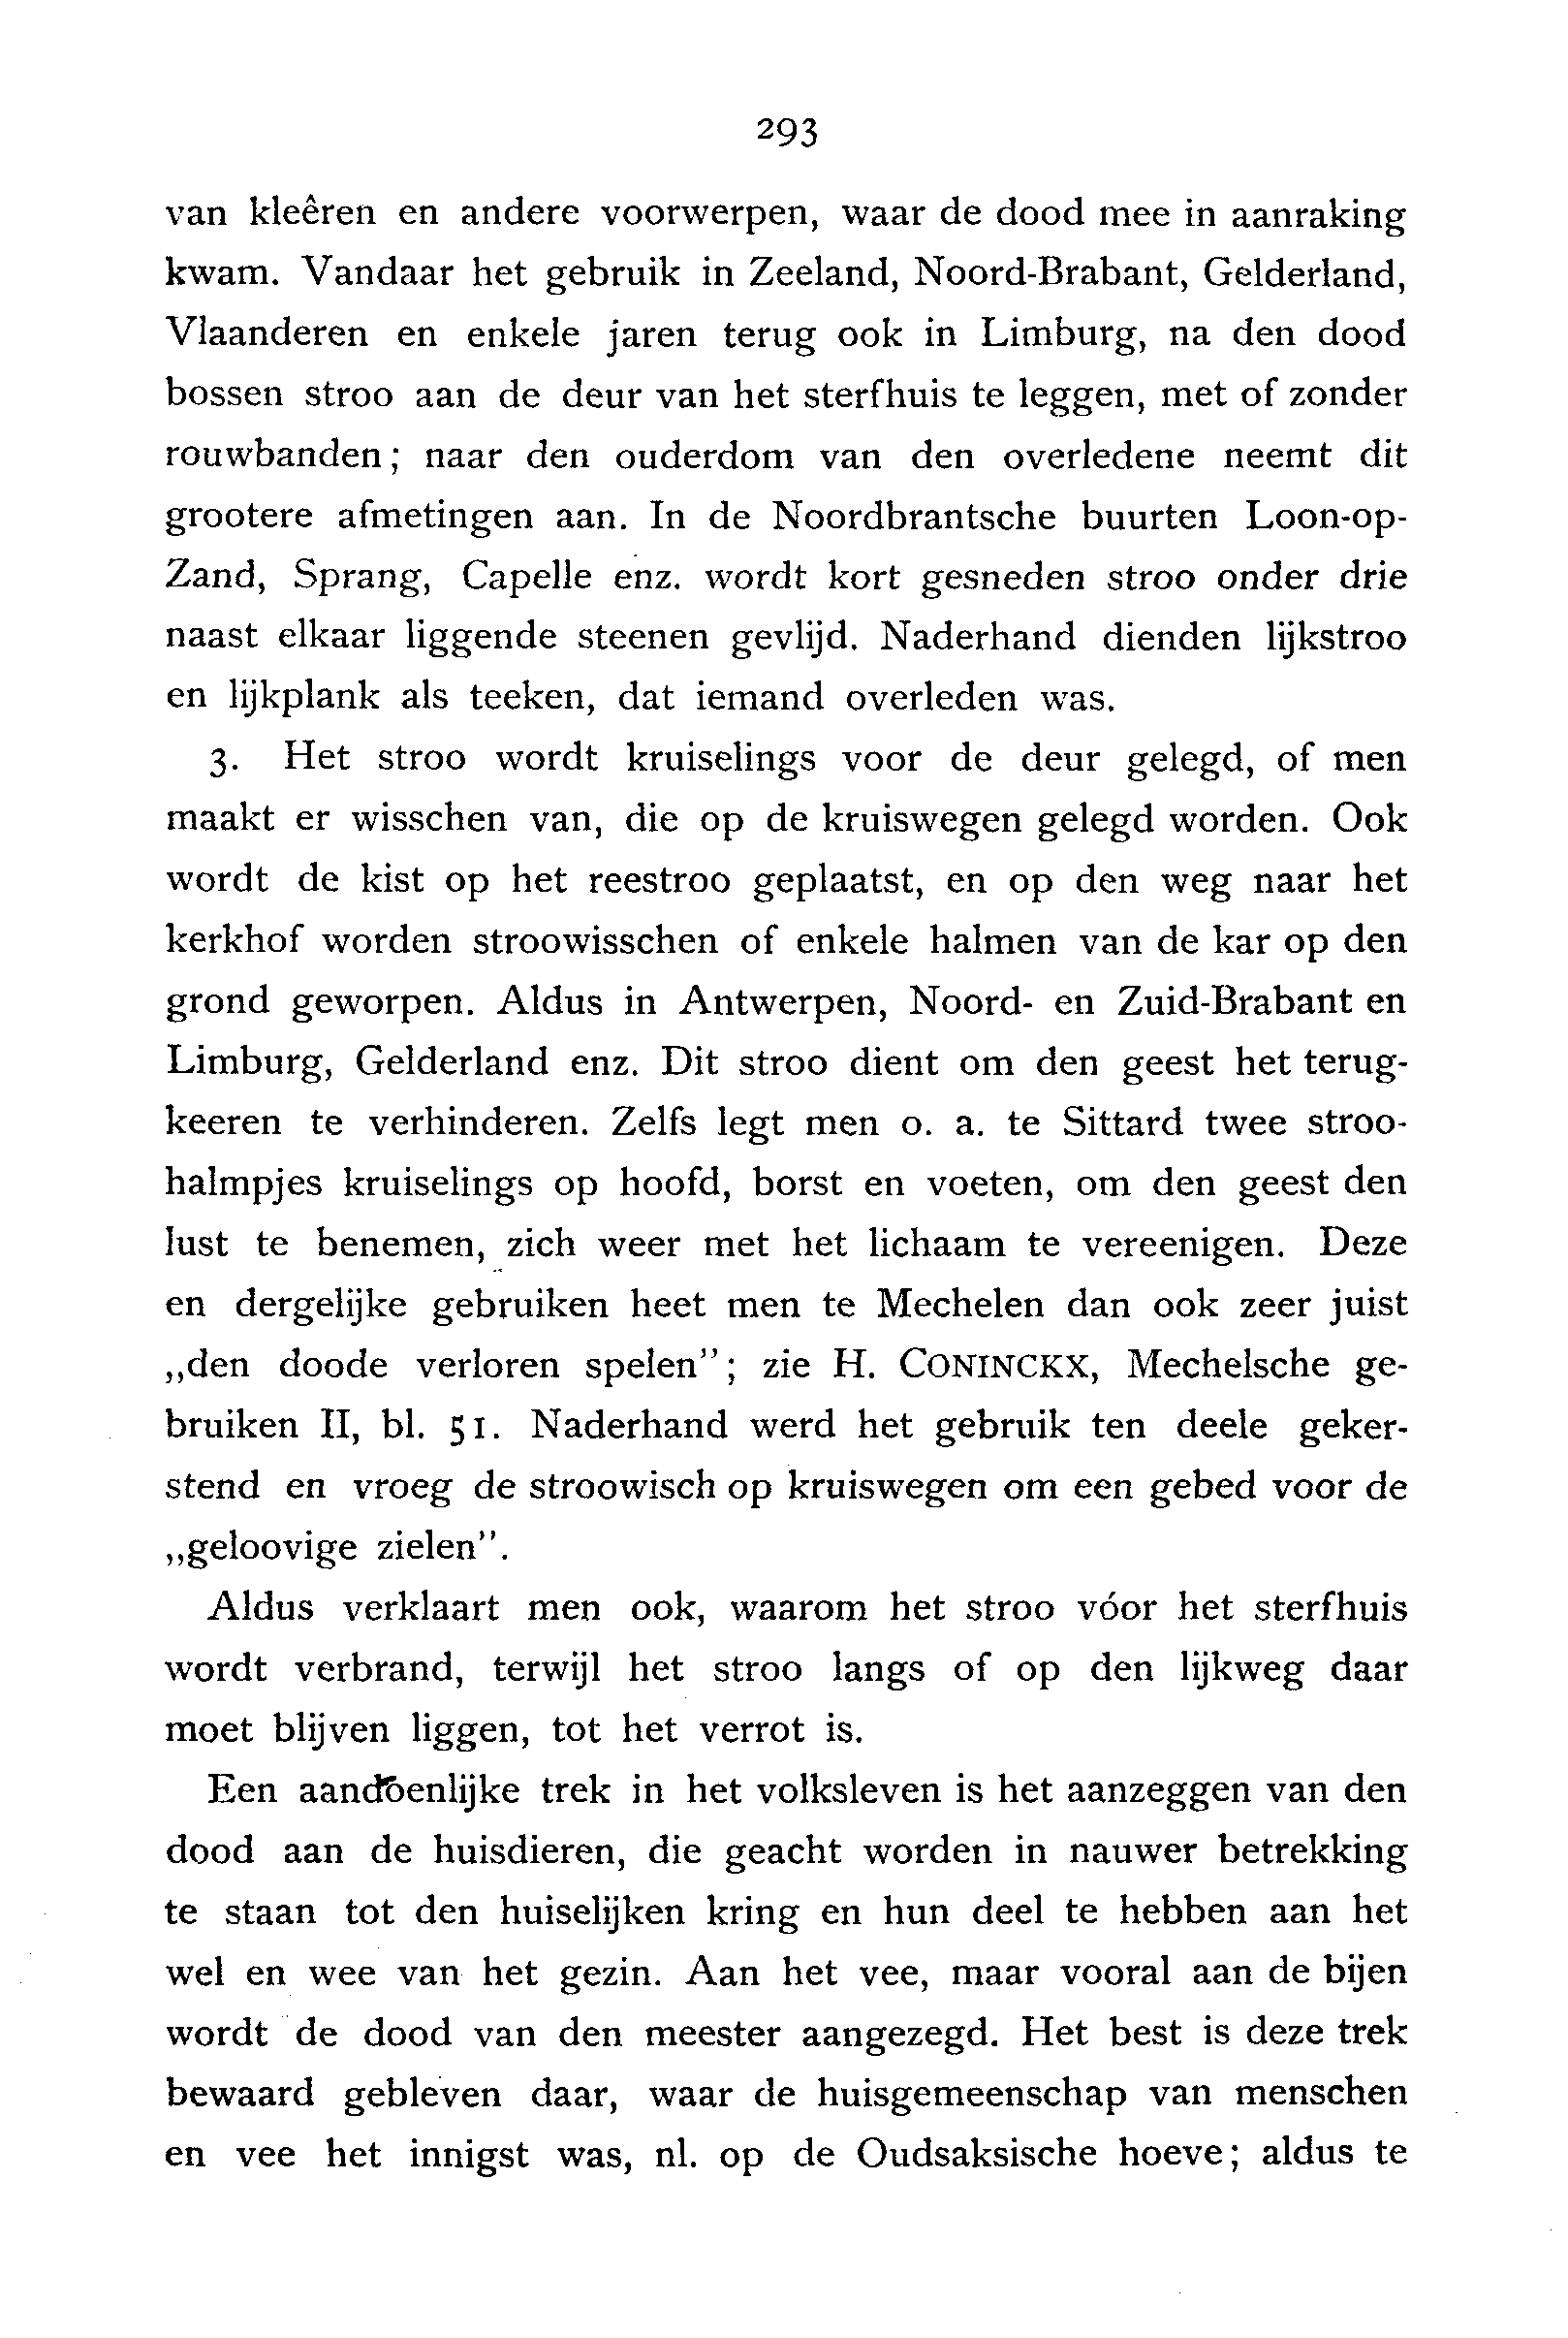 293
van kleêren en andere voorwerpen, waar de dood mee in aanraking
kwam. Vandaar het gebruik in Zeeland, Noord-Brabant, Gelderland,
Vlaanderen en enkele jaren terug ook in Limburg, na den dood
bossen stroo aan de deur van het sterfhuis te leggen, met of zonder
rouwbanden; naar den ouderdom van den overledene neemt dit
grootere afmetingen aan. In de Noordbrantsche buurten Loon-op-
Zand, Sprang, Capelle enz. wordt kort gesneden stroo onder drie
naast elkaar liggende steenen gevlijd. Naderhand dienden lijkstroo
en lijkplank als teeken, dat iemand overleden was.
3. Het stroo wordt kruiselings voor de deur gelegd, of men
maakt er wisschen van, die op de kruiswegen gelegd worden. Ook
wordt de kist op het reestroo geplaatst, en op den weg naar het
kerkhof worden stroowisschen of enkele halmen van de kar op den
grond geworpen. Aldus in Antwerpen, Noord- en Zuid-Brabant en
Limburg, Gelderland enz. Dit stroo dient om den geest het terug-
keeren te verhinderen. Zelfs legt men o. a. te Sittard twee stroo-
halmpjes kruiselings op hoofd, borst en voeten, om den geest den
lust te benemen, zich weer met het lichaam te vereenigen. Deze
en dergelijke gebruiken heet men te Mechelen dan ook zeer juist
„den doode verloren spelen”; zie H. CONINCKX, Mechelsche ge-
bruiken II, bl. 51. Naderhand werd het gebruik ten deele geker-
stend en vroeg de stroowisch op kruiswegen om een gebed voor de
„geloovige zielen”.
Aldus verklaart men ook, waarom het stroo vóor het sterfhuis
wordt verbrand, terwijl het stroo langs of op den lijkweg daar
moet blijven liggen, tot het verrot is.
Een aandoenlijke trek in het volksleven is het aanzeggen van den
dood aan de huisdieren, die geacht worden in nauwer betrekking
te staan tot den huiselijken kring en hun deel te hebben aan het
wel en wee van het gezin. Aan het vee, maar vooral aan de bijen
wordt de dood van den meester aangezegd. Het best is deze trek
bewaard gebleven daar, waar de huisgemeenschap van menschen
en vee het innigst was, nl. op de Oudsaksische hoeve; aldus te